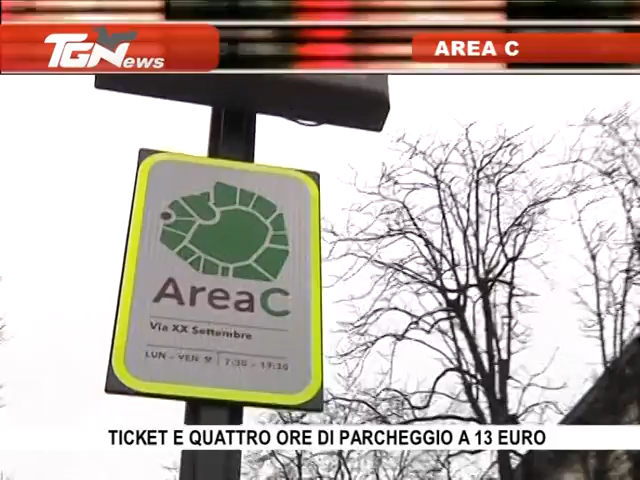 TGNews
AREA C
AreaC
Via XX Settembre
LUN - VEN 7:30 - 19:30
TICKET E QUATTRO ORE DI PARCHEGGIO A 13 EURO